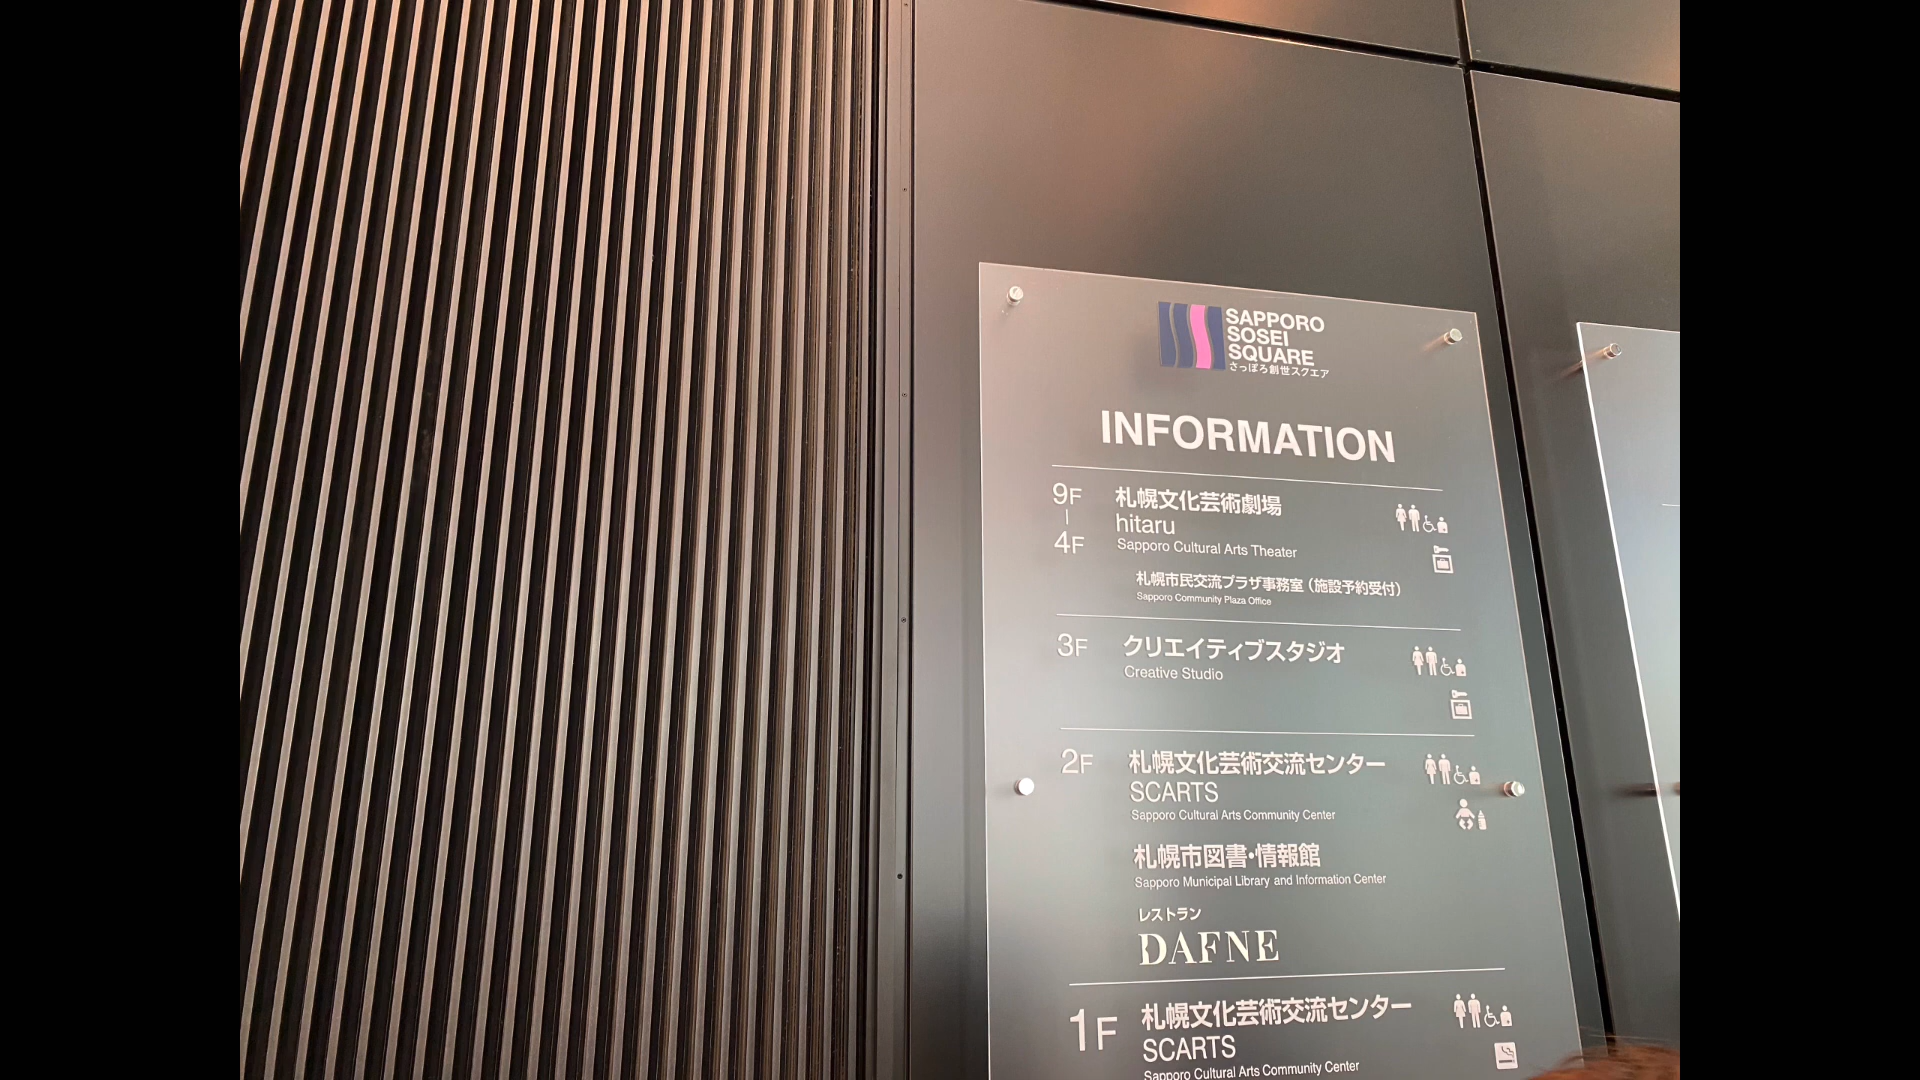 SAPPORO
SOSEI
SQUARE
さっぽろ創世スクエア
INFORMATION
9F
|
4F
札幌文化芸術劇場
hitaru
Sapporo Cultural Arts Theater
札幌市民交流プラザ事務室（施設予約受付）
Sapporo Community Plaza Office
3F
クリエイティブスタジオ
Creative Studio
2F
札幌文化芸術交流センター
SCARTS
Sapporo Cultural Arts Community Center
札幌市図書・情報館
Sapporo Municipal Library and Information Center
レストラン
DAFNE
1F
札幌文化芸術交流センター
SCARTS
Sapporo Cultural Arts Community Center